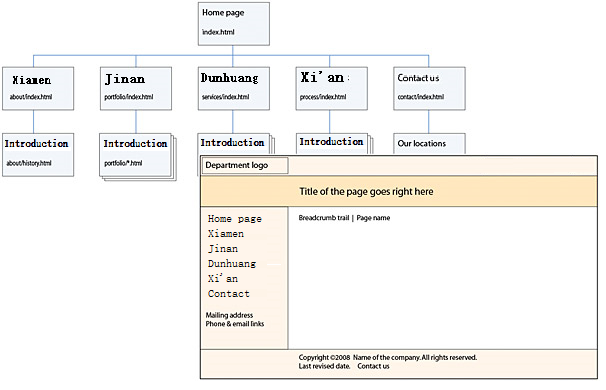 Home page
index.html
Xiamen
about/index.html
Jinan
portfolio/index.html
Dunhuang
services/index.html
Xi'an:
process/index.html
Contact us
contact/index.html
Introduction
about/history.html
Introduction
portfolio/*.html
Introduction
Introduction
Our locations
Department logo
Title of the page goes right here
Home page
Xiamen
Jinan
Dunhuang
Xi'an
Contact
Mailing address
Phone & email links
Breadcrumb trail | Page name
Copyright ©2008 Name of the company. All rights reserved.
Last revised date. Contact us